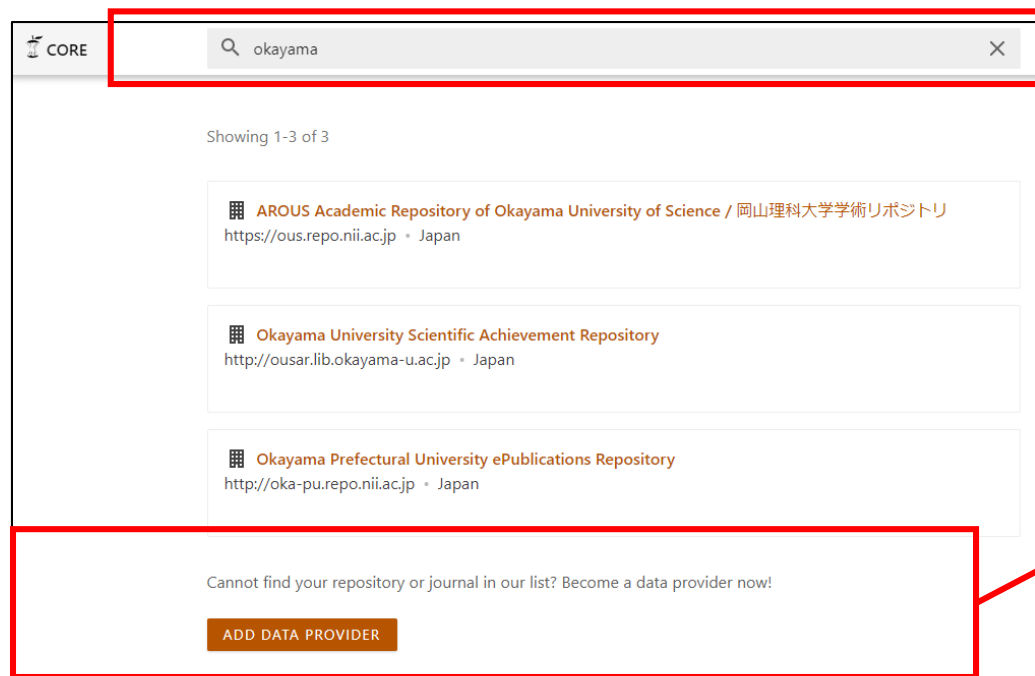 CORE
okayama
Showing 1-3 of 3
AROUS Academic Repository of Okayama University of Science / 岡山理科大学学術リポジトリ
https://ous.repo.nii.ac.jp • Japan
Okayama University Scientific Achievement Repository
http://ousar.lib.okayama-u.ac.jp • Japan
Okayama Prefectural University ePublications Repository
http://oka-pu.repo.nii.ac.jp • Japan
Cannot find your repository or journal in our list? Become a data provider now!
ADD DATA PROVIDER